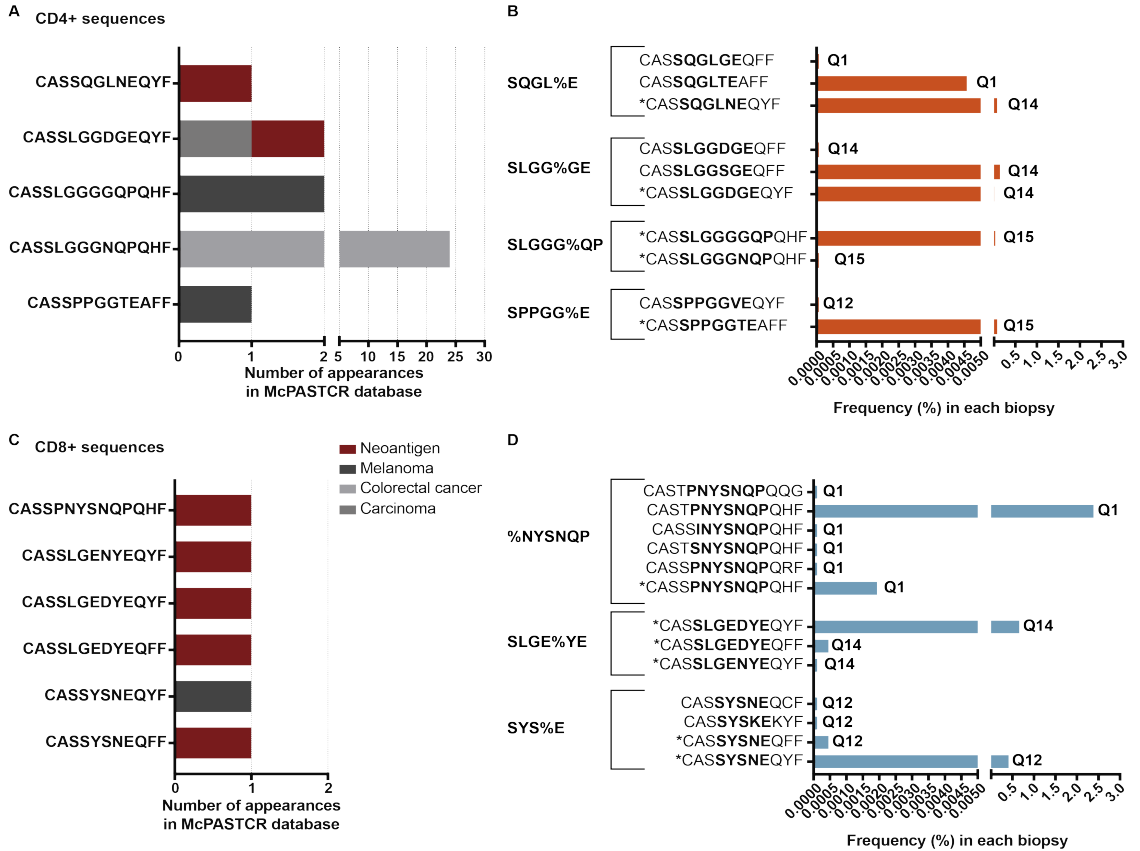 A
CD4+ sequences
CASSQGLNEQYF
CASSLGGDGEQYF
CASSLGGGGQPQHF
CASSLGGGNQPQHF
CASSPPGGTEAFF
0 1 2 5 10 15 20 25 30
Number of appearances
in McPASTCR database
B
SQGL%E
CASSQGLGEQFF Q1
CASSQGLTEAFF Q1
*CASSQGLNEQYF Q14
SLGG%GE
CASSLGGDGEQFF Q14
CASSLGGSGEQFF Q14
*CASSLGGDGEQYF Q14
SLGGG%QP
*CASSLGGGGQPQHF Q15
*CASSLGGGNQPQHF Q15
SPPGG%E
CASSPPGGVEQYF Q12
*CASSPPGGTEAFF Q15
0.0000 0.0005 0.0010 0.0015 0.0020 0.0025 0.0030 0.0035 0.0040 0.0045 0.0050 0.5 1.0 1.5 2.0 2.5 3.0
Frequency (%) in each biopsy
C
CD8+ sequences
Neoantigen
Melanoma
Colorectal cancer
Carcinoma
CASSPNYSNQPQHF
CASSLGENYEQYF
CASSLGEDYEQYF
CASSLGEDYEQFF
CASSYSNEQYF
CASSYSNEQFF
0 1 2
Number of appearances
in McPASTCR database
D
%NYSNQP
CASTPNYSNQPQQG Q1
CASTPNYSNQPQHF Q1
CASSINYSNQPQHF Q1
CASTSNYSNQPQHF Q1
CASSPNYSNQPQRF Q1
*CASSPNYSNQPQHF Q1
SLGE%YE
*CASSLGEDYEQYF Q14
*CASSLGEDYEQFF Q14
*CASSLGENYEQYF Q14
SYS%E
CASSYSNEQCF Q12
CASSYSKEKYF Q12
*CASSYSNEQFF Q12
*CASSYSNEQYF Q12
0.0000 0.0005 0.0010 0.0015 0.0020 0.0025 0.0030 0.0035 0.0040 0.0045 0.0050 0.5 1.0 1.5 2.0 2.5 3.0
Frequency (%) in each biopsy